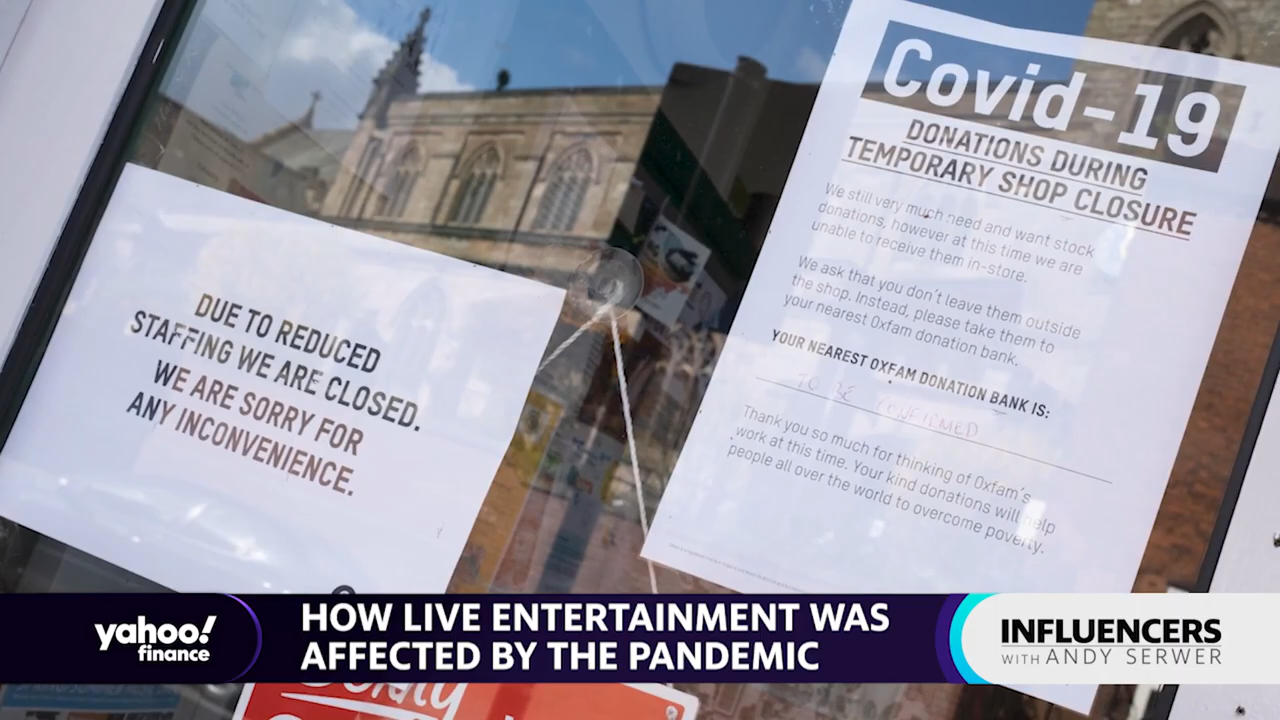 Covid-19
DONATIONS DURING
TEMPORARY SHOP CLOSURE
We still very much need and want stock
donations, however at this time we are
unable to receive them in-store.
We ask that you don't leave them outside
the shop. Instead, please take them to
your nearest Oxfam donation bank.
YOUR NEAREST OXFAM DONATION BANK IS:
TO BE CONFIRMED
Thank you so much for thinking of Oxfam's
work at this time. Your kind donations will help
people all over the world to overcome poverty.
DUE TO REDUCED
STAFFING WE ARE CLOSED.
WE ARE SORRY FOR
ANY INCONVENIENCE.
yahoo!
finance
HOW LIVE ENTERTAINMENT WAS
AFFECTED BY THE PANDEMIC
INFLUENCERS
WITH ANDY SERWER